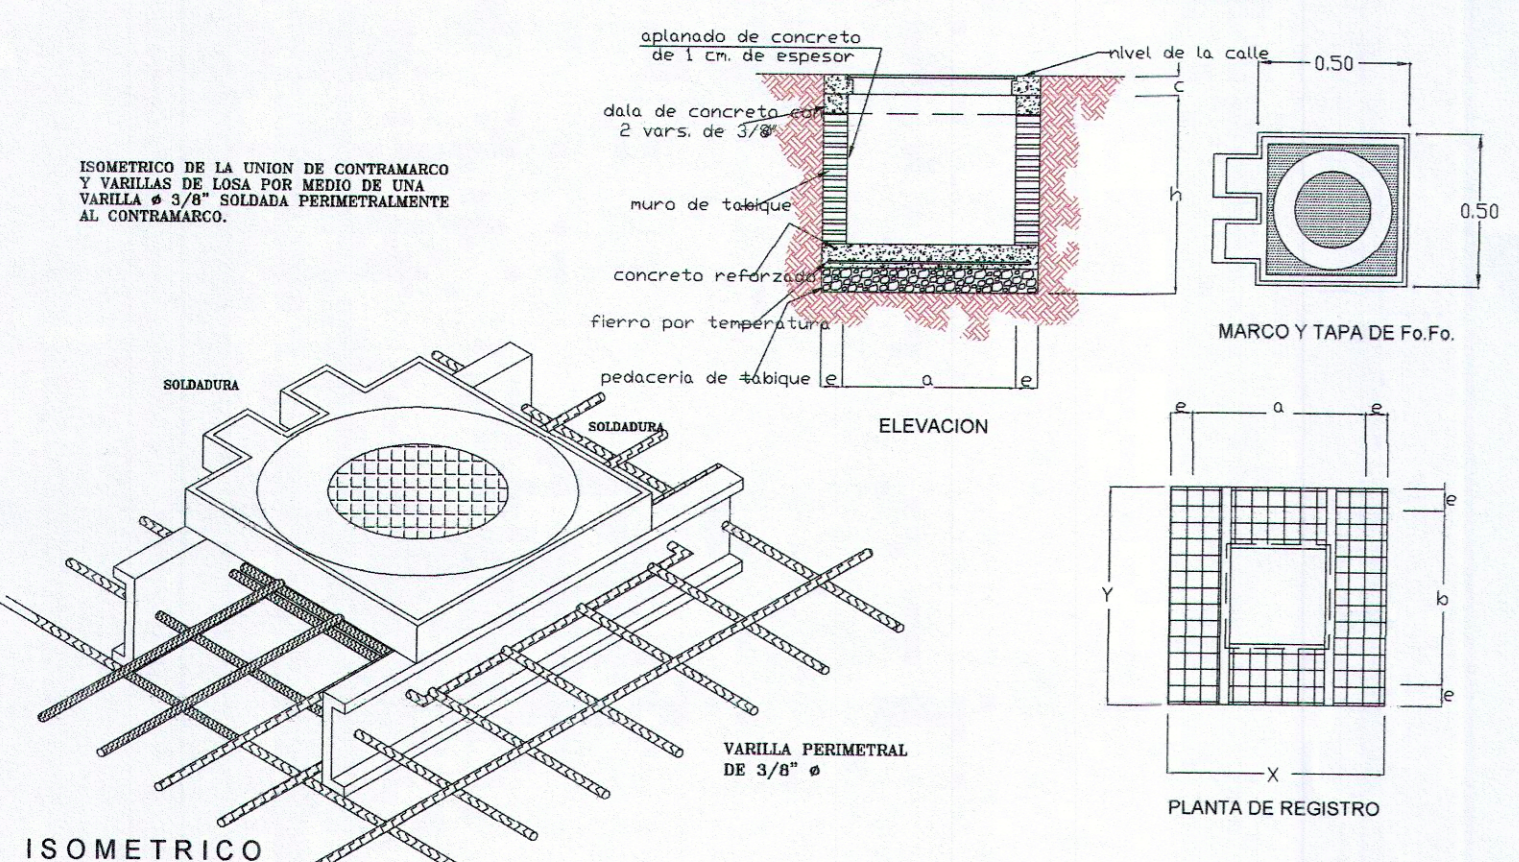 aplanado de concreto
de 1 cm. de espesor
nivel de la calle
0.50
c
dala de concreto con
2 vars. de 3/8"
ISOMETRICO DE LA UNION DE CONTRAMARCO
Y VARILLAS DE LOSA POR MEDIO DE UNA
VARILLA ø 3/8" SOLDADA PERIMETRALMENTE
AL CONTRAMARCO.
muro de tabique
h
0.50
concreto reforzado
fierro por temperatura
MARCO Y TAPA DE Fo.Fo.
pedaceria de tabique
e
a
e
ELEVACION
SOLDADURA
SOLDADURA
e
a
e
e
Y
b
e
X
PLANTA DE REGISTRO
VARILLA PERIMETRAL
DE 3/8" ø
ISOMETRICO